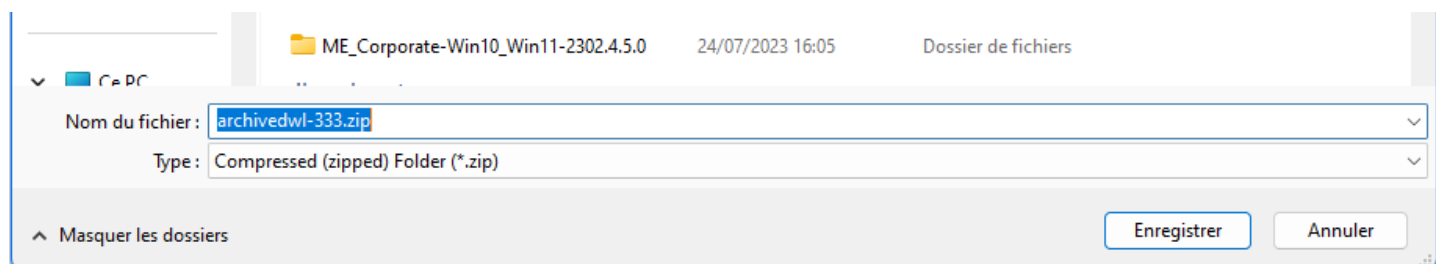 ME_Corporate-Win10_Win11-2302.4.5.0 24/07/2023 16:05 Dossier de fichiers
Ce PC
Nom du fichier : archivedwl-333.zip
Type : Compressed (zipped) Folder (*.zip)
Masquer les dossiers Enregistrer Annuler